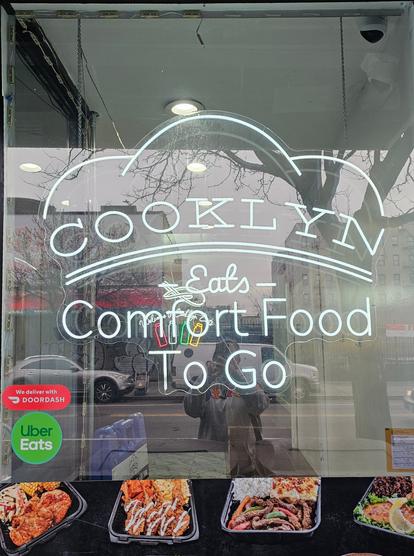 COOKLYN
Eats
Comfort Food
To Go
We deliver with
DOORDASH
Uber
Eats